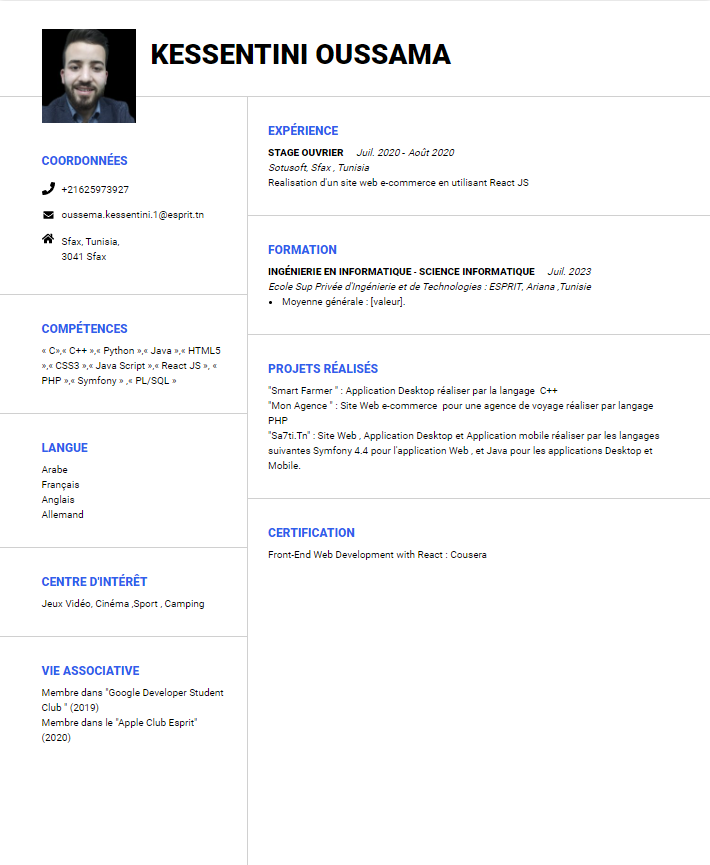 KESSENTINI OUSSAMA
COORDONNÉES
+21625973927
oussema.kessentini.1@esprit.tn
Sfax, Tunisia,
3041 Sfax
COMPÉTENCES
« C»,« C++ »,« Python »,« Java »,« HTML5
»,« CSS3 »,« Java Script »,« React JS », «
PHP »,« Symfony » ,« PL/SQL »
LANGUE
Arabe
Français
Anglais
Allemand
CENTRE D'INTÉRÊT
Jeux Vidéo, Cinéma ,Sport , Camping
VIE ASSOCIATIVE
Membre dans "Google Developer Student
Club " (2019)
Membre dans le "Apple Club Esprit"
(2020)
EXPÉRIENCE
STAGE OUVRIER Juil. 2020 - Août 2020
Sotusoft, Sfax , Tunisia
Realisation d'un site web e-commerce en utilisant React JS
FORMATION
INGÉNIERIE EN INFORMATIQUE - SCIENCE INFORMATIQUE Juil. 2023
Ecole Sup Privée d'Ingénierie et de Technologies : ESPRIT, Ariana ,Tunisie
• Moyenne générale : [valeur].
PROJETS RÉALISÉS
"Smart Farmer " : Application Desktop réaliser par la langage C++
"Mon Agence " : Site Web e-commerce pour une agence de voyage réaliser par langage
PHP
"Sa7ti.Tn" : Site Web , Application Desktop et Application mobile réaliser par les langages
suivantes Symfony 4.4 pour l'application Web , et Java pour les applications Desktop et
Mobile.
CERTIFICATION
Front-End Web Development with React : Cousera